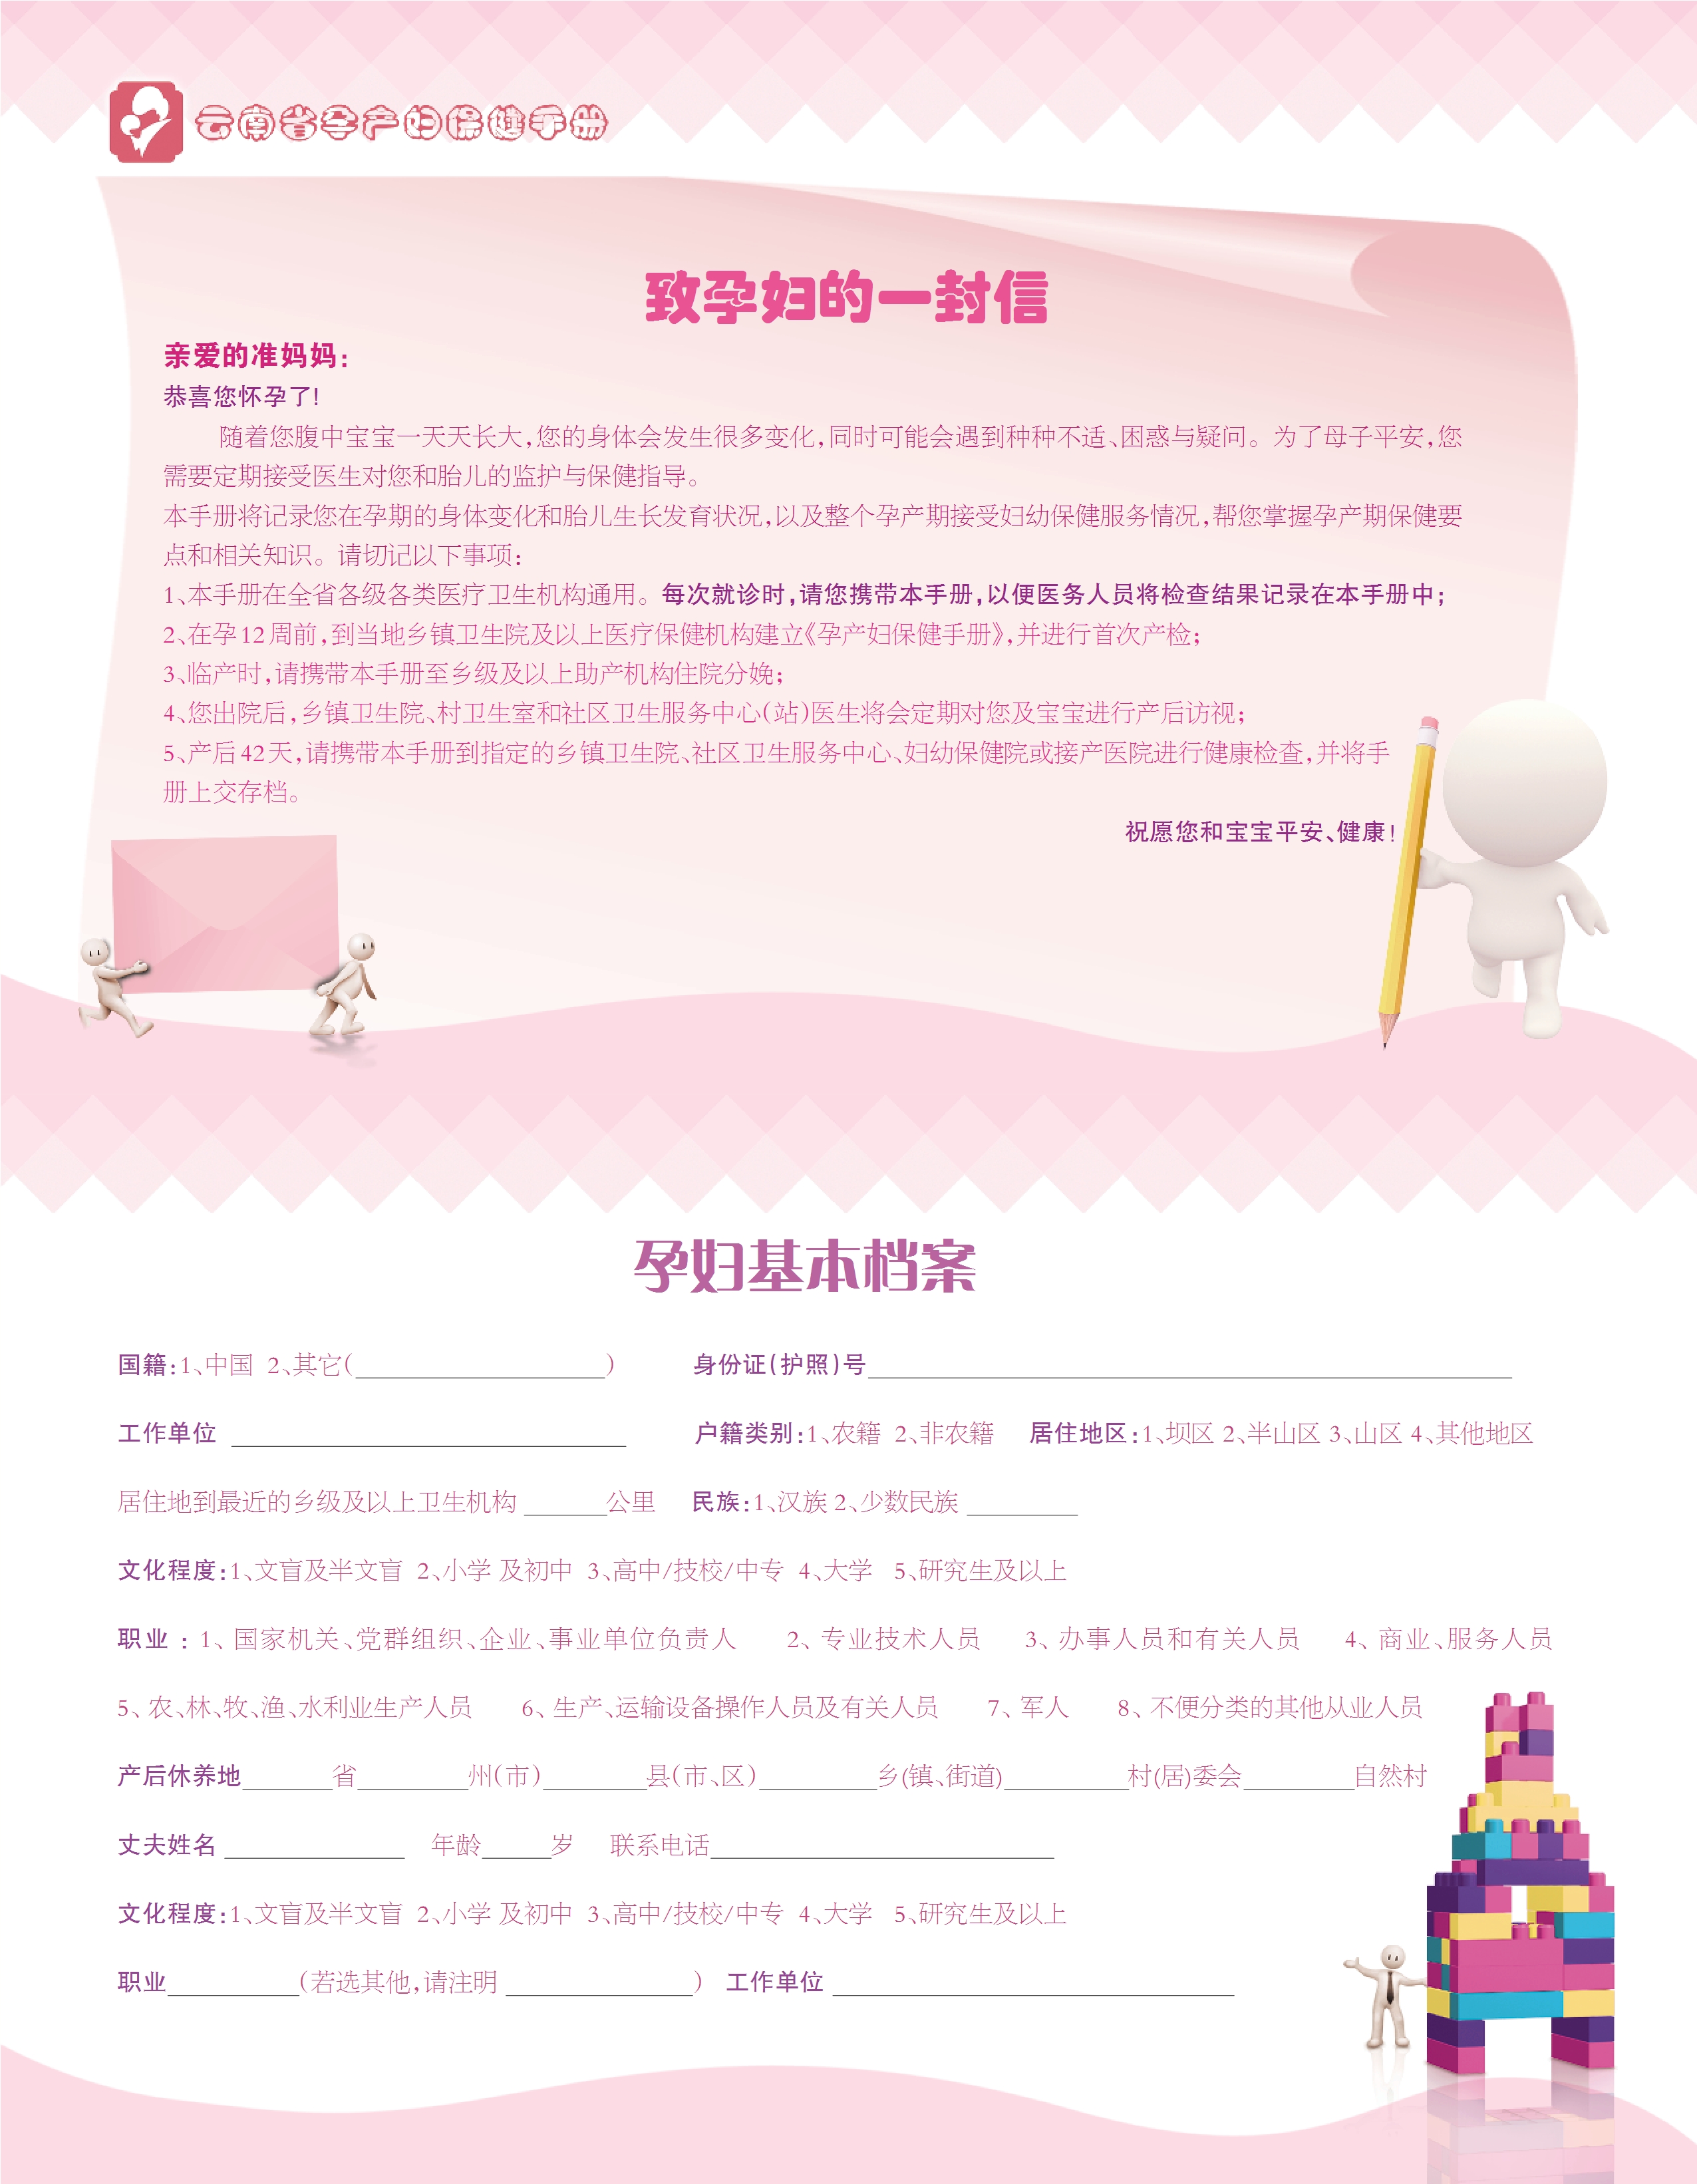 云南省孕产妇保健手册
致孕妇的一封信
亲爱的准妈妈：
恭喜您怀孕了！
随着您腹中宝宝一天天长大，您的身体会发生很多变化，同时可能会遇到种种不适、困惑与疑问。为了母子平安，您
需要定期接受医生对您和胎儿的监护与保健指导。
本手册将记录您在孕期的身体变化和胎儿生长发育状况，以及整个孕产期接受妇幼保健服务情况，帮您掌握孕产期保健要
点和相关知识。请切记以下事项：
1、本手册在全省各级各类医疗卫生机构通用。每次就诊时，请您携带本手册，以便医务人员将检查结果记录在本手册中；
2、在孕12周前，到当地乡镇卫生院及以上医疗保健机构建立《孕产妇保健手册》，并进行首次产检；
3、临产时，请携带本手册至乡级及以上助产机构住院分娩；
4、您出院后，乡镇卫生院、村卫生室和社区卫生服务中心（站）医生将会定期对您及宝宝进行产后访视；
5、产后42天，请携带本手册到指定的乡镇卫生院、社区卫生服务中心、妇幼保健院或接产医院进行健康检查，并将手
册上交存档。
祝愿您和宝宝平安、健康！
孕妇基本档案
国籍：1、中国 2、其它（__________） 身份证（护照）号__________
工作单位 __________ 户籍类别：1、农籍 2、非农籍 居住地区：1、坝区 2、半山区 3、山区 4、其他地区
居住地到最近的乡级及以上卫生机构 ______公里 民族：1、汉族 2、少数民族 ________
文化程度：1、文盲及半文盲 2、小学 及初中 3、高中/技校/中专 4、大学 5、研究生及以上
职业 ： 1、 国家机关、党群组织、企业、事业单位负责人 2、 专业技术人员 3、 办事人员和有关人员 4、 商业、服务人员
5、 农、林、牧、渔、水利业生产人员 6、 生产、运输设备操作人员及有关人员 7、 军人 8、 不便分类的其他从业人员
产后休养地______省________州（市）_______县（市、区）________乡(镇、街道)_________村(居)委会________自然村
丈夫姓名 __________ 年龄_____岁 联系电话__________
文化程度：1、文盲及半文盲 2、小学 及初中 3、高中/技校/中专 4、大学 5、研究生及以上
职业_________（若选其他，请注明 __________） 工作单位 __________